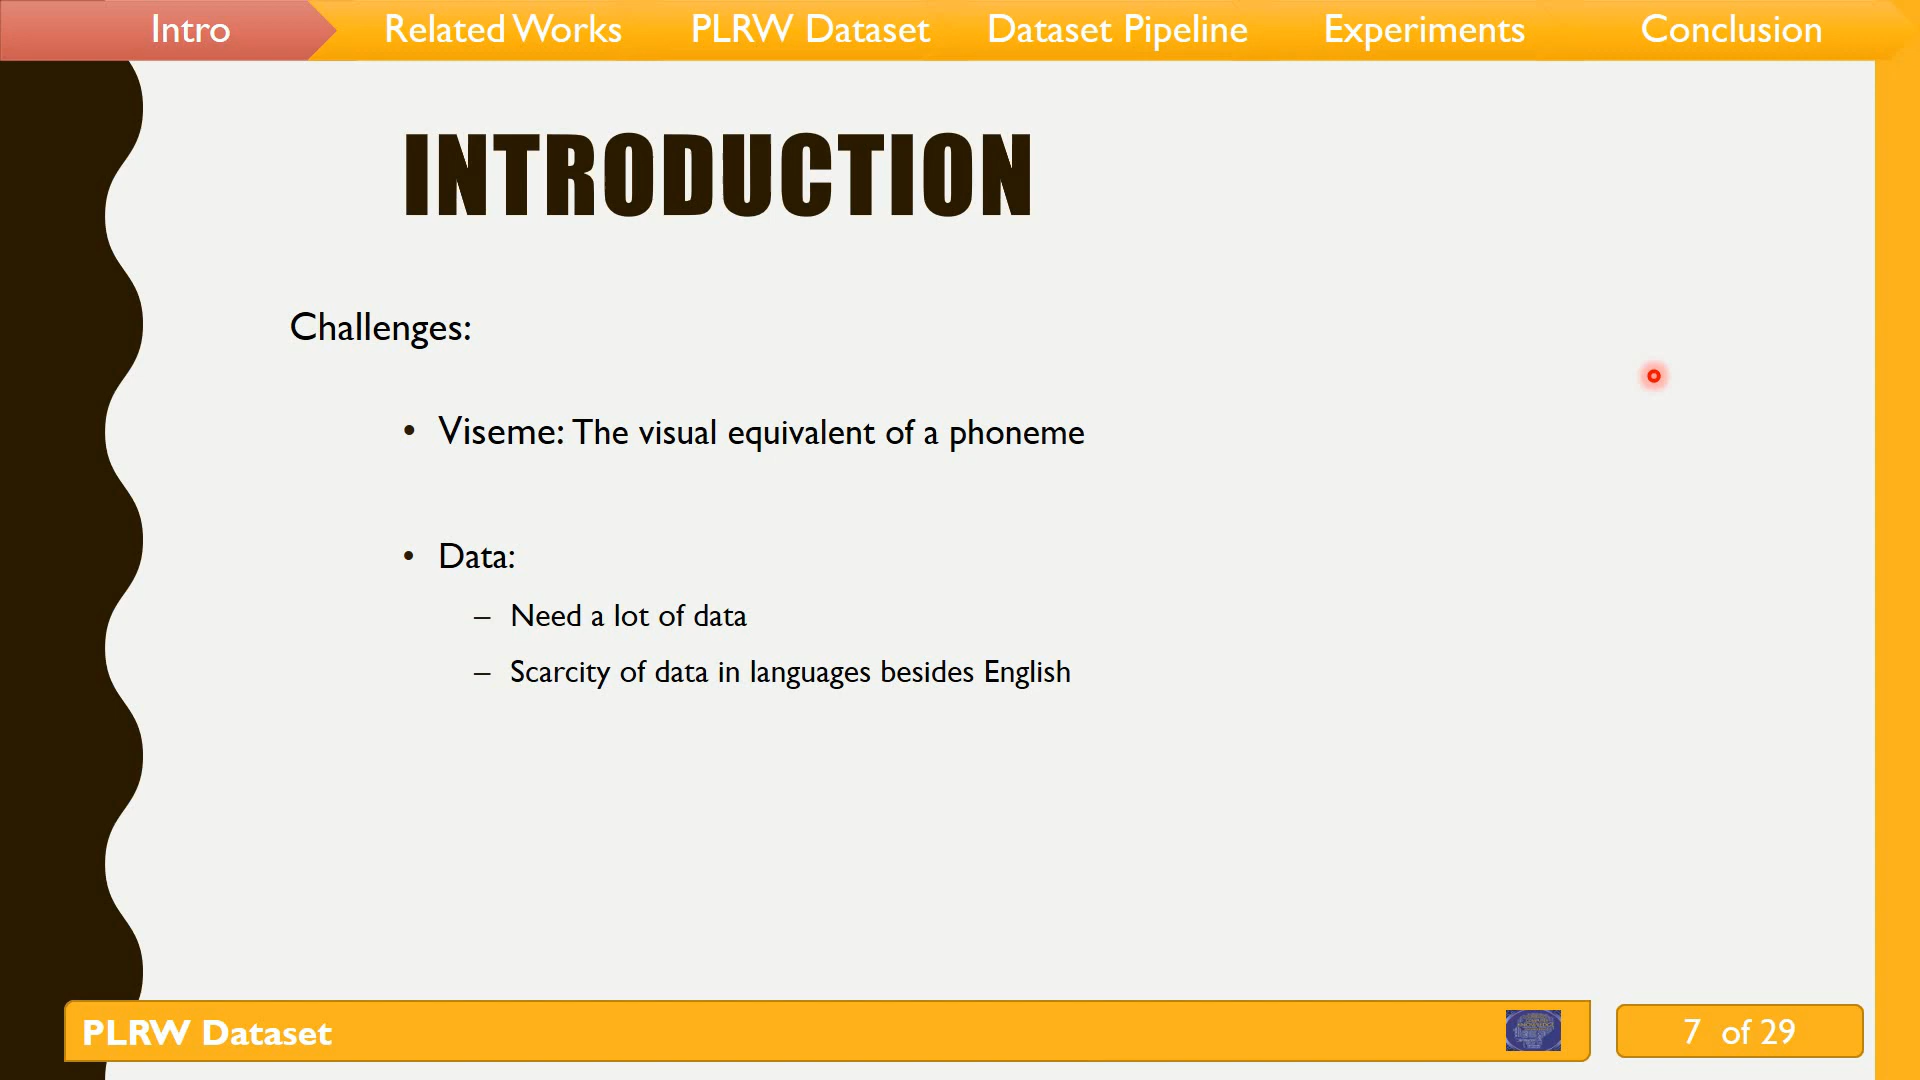 Intro
Related Works
PLRW Dataset
Dataset Pipeline
Experiments
Conclusion
INTRODUCTION
Challenges:
• Viseme: The visual equivalent of a phoneme
• Data:
– Need a lot of data
– Scarcity of data in languages besides English
PLRW Dataset
7 of 29